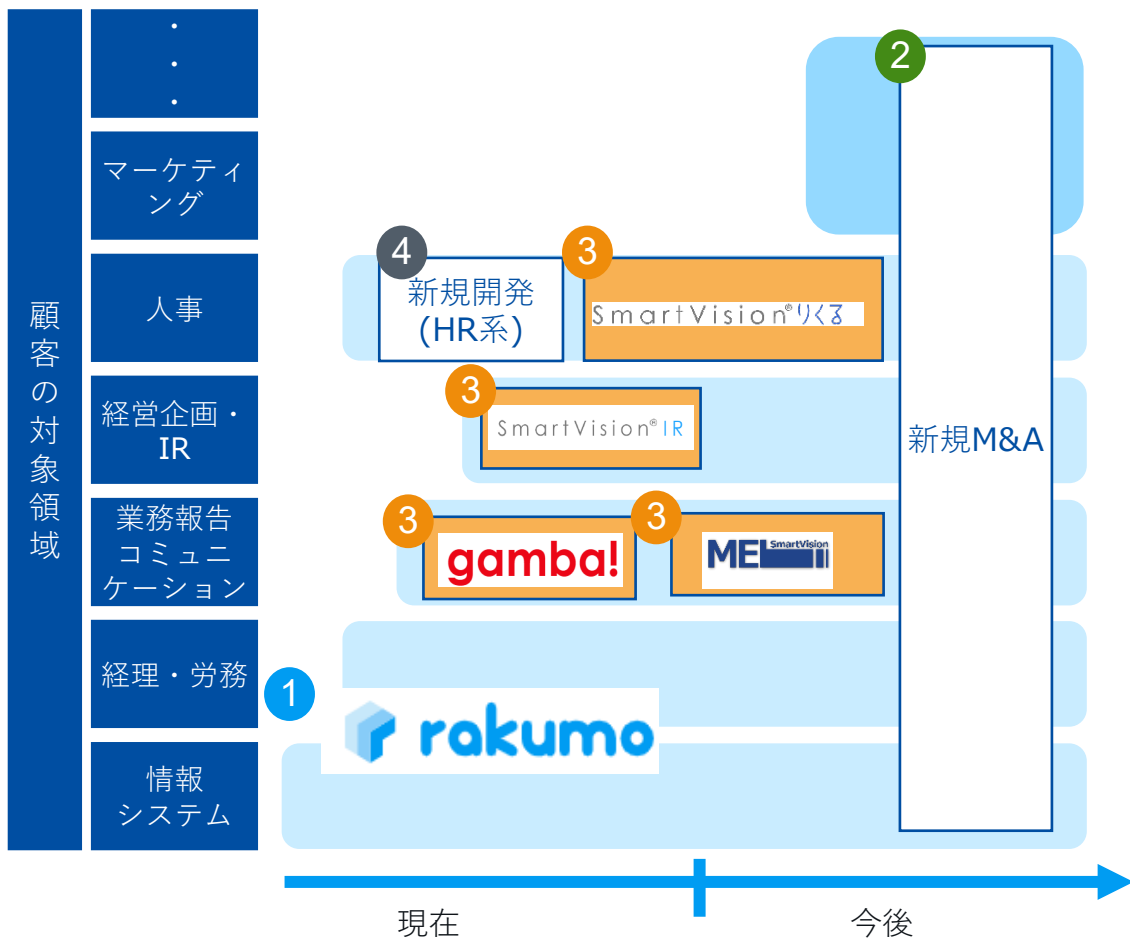 顧客の対象領域
・
・
・
マーケティ
ング
人事
経営企画・
IR
業務報告
コミュニ
ケーション
経理・労務
情報
システム
2
新規M&A
4
新規開発
(HR系)
3
SmartVision®りくる
3
SmartVision®IR
3
gamba!
3
MEL SmartVision
1
rakumo
現在
今後